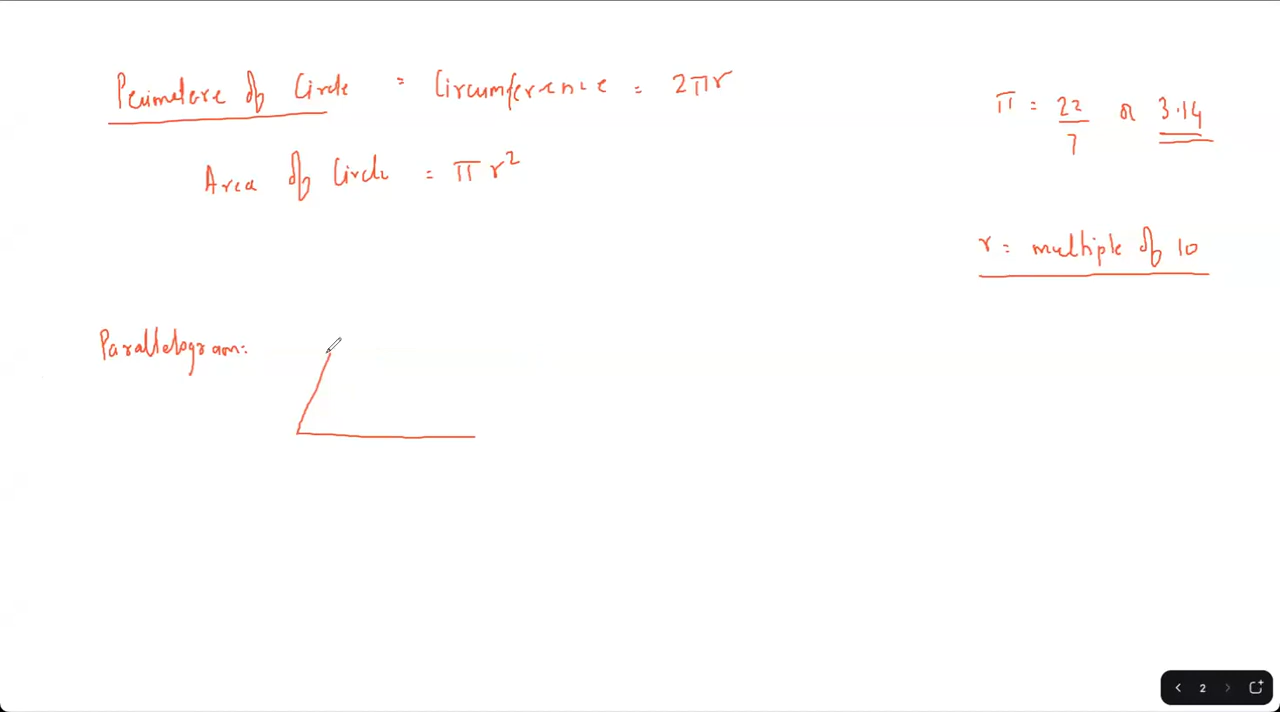 Perimetere of Circle = Circumference = 2πr
π = 22/7 or 3.14
Area of Circle = πr²
r = multiple of 10
Parallelogram:
2